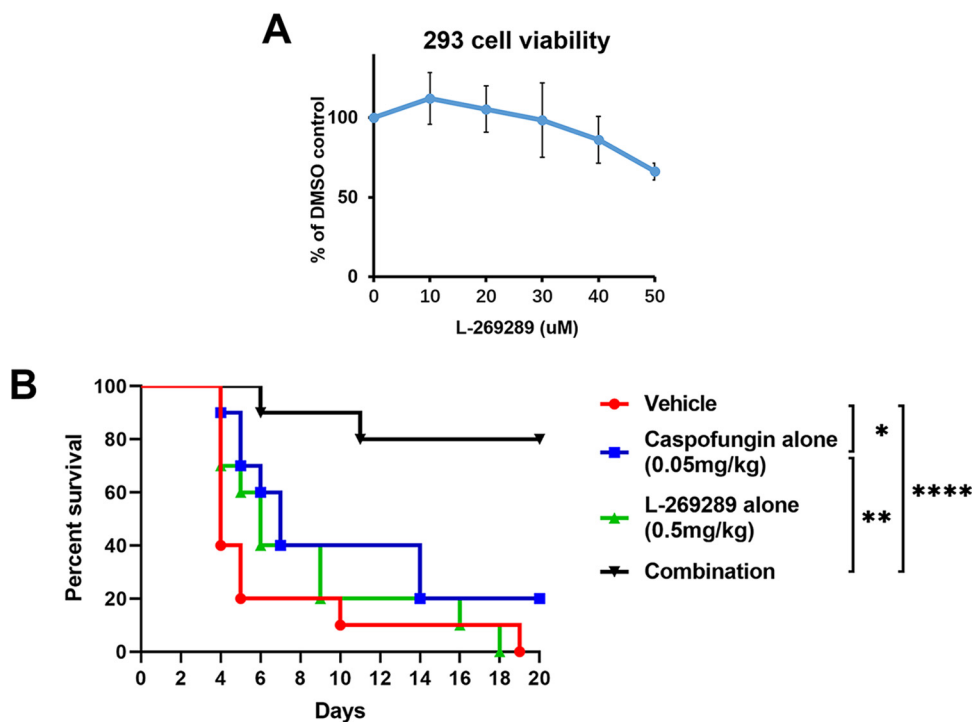 A
293 cell viability
% of DMSO control
100
50
0
0 10 20 30 40 50
L-269289 (uM)
B
Percent survival
100
80
60
40
20
0
0 2 4 6 8 10 12 14 16 18 20
Days
Vehicle
Caspofungin alone
(0.05mg/kg)
L-269289 alone
(0.5mg/kg)
Combination
*
**
****